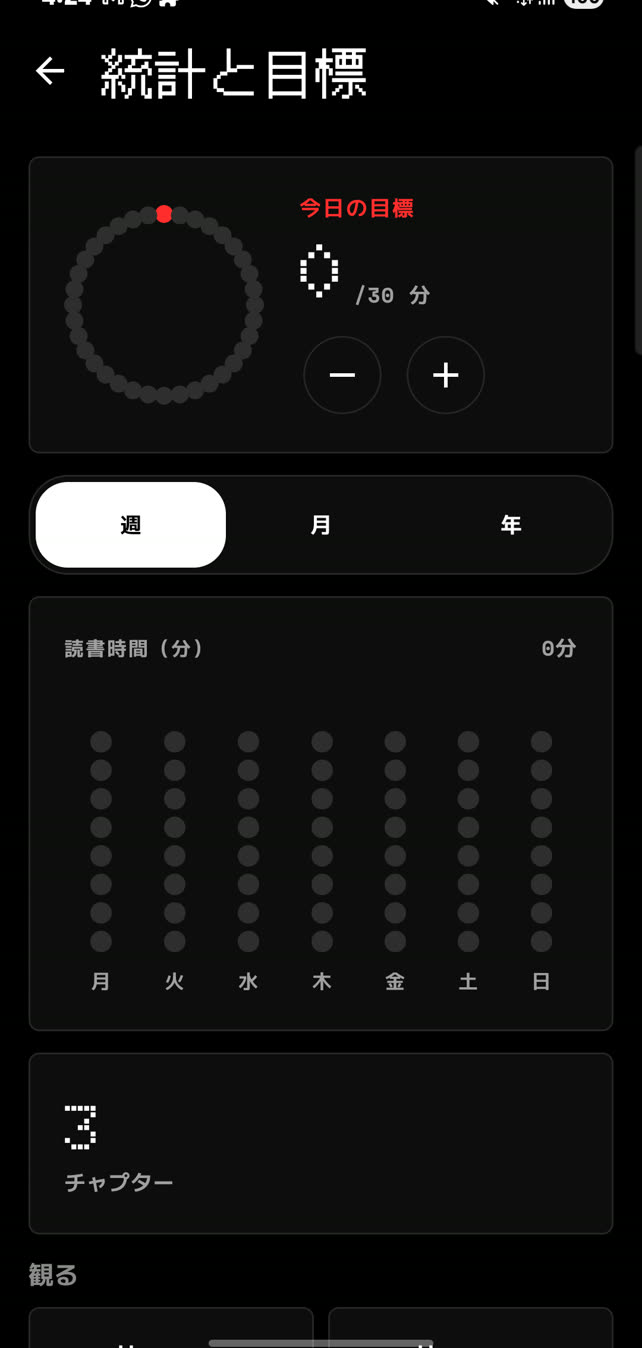 統計と目標
今日の目標
0 /30 分
週 月 年
読書時間 (分) 0分
月 火 水 木 金 土 日
3
チャプター
観る